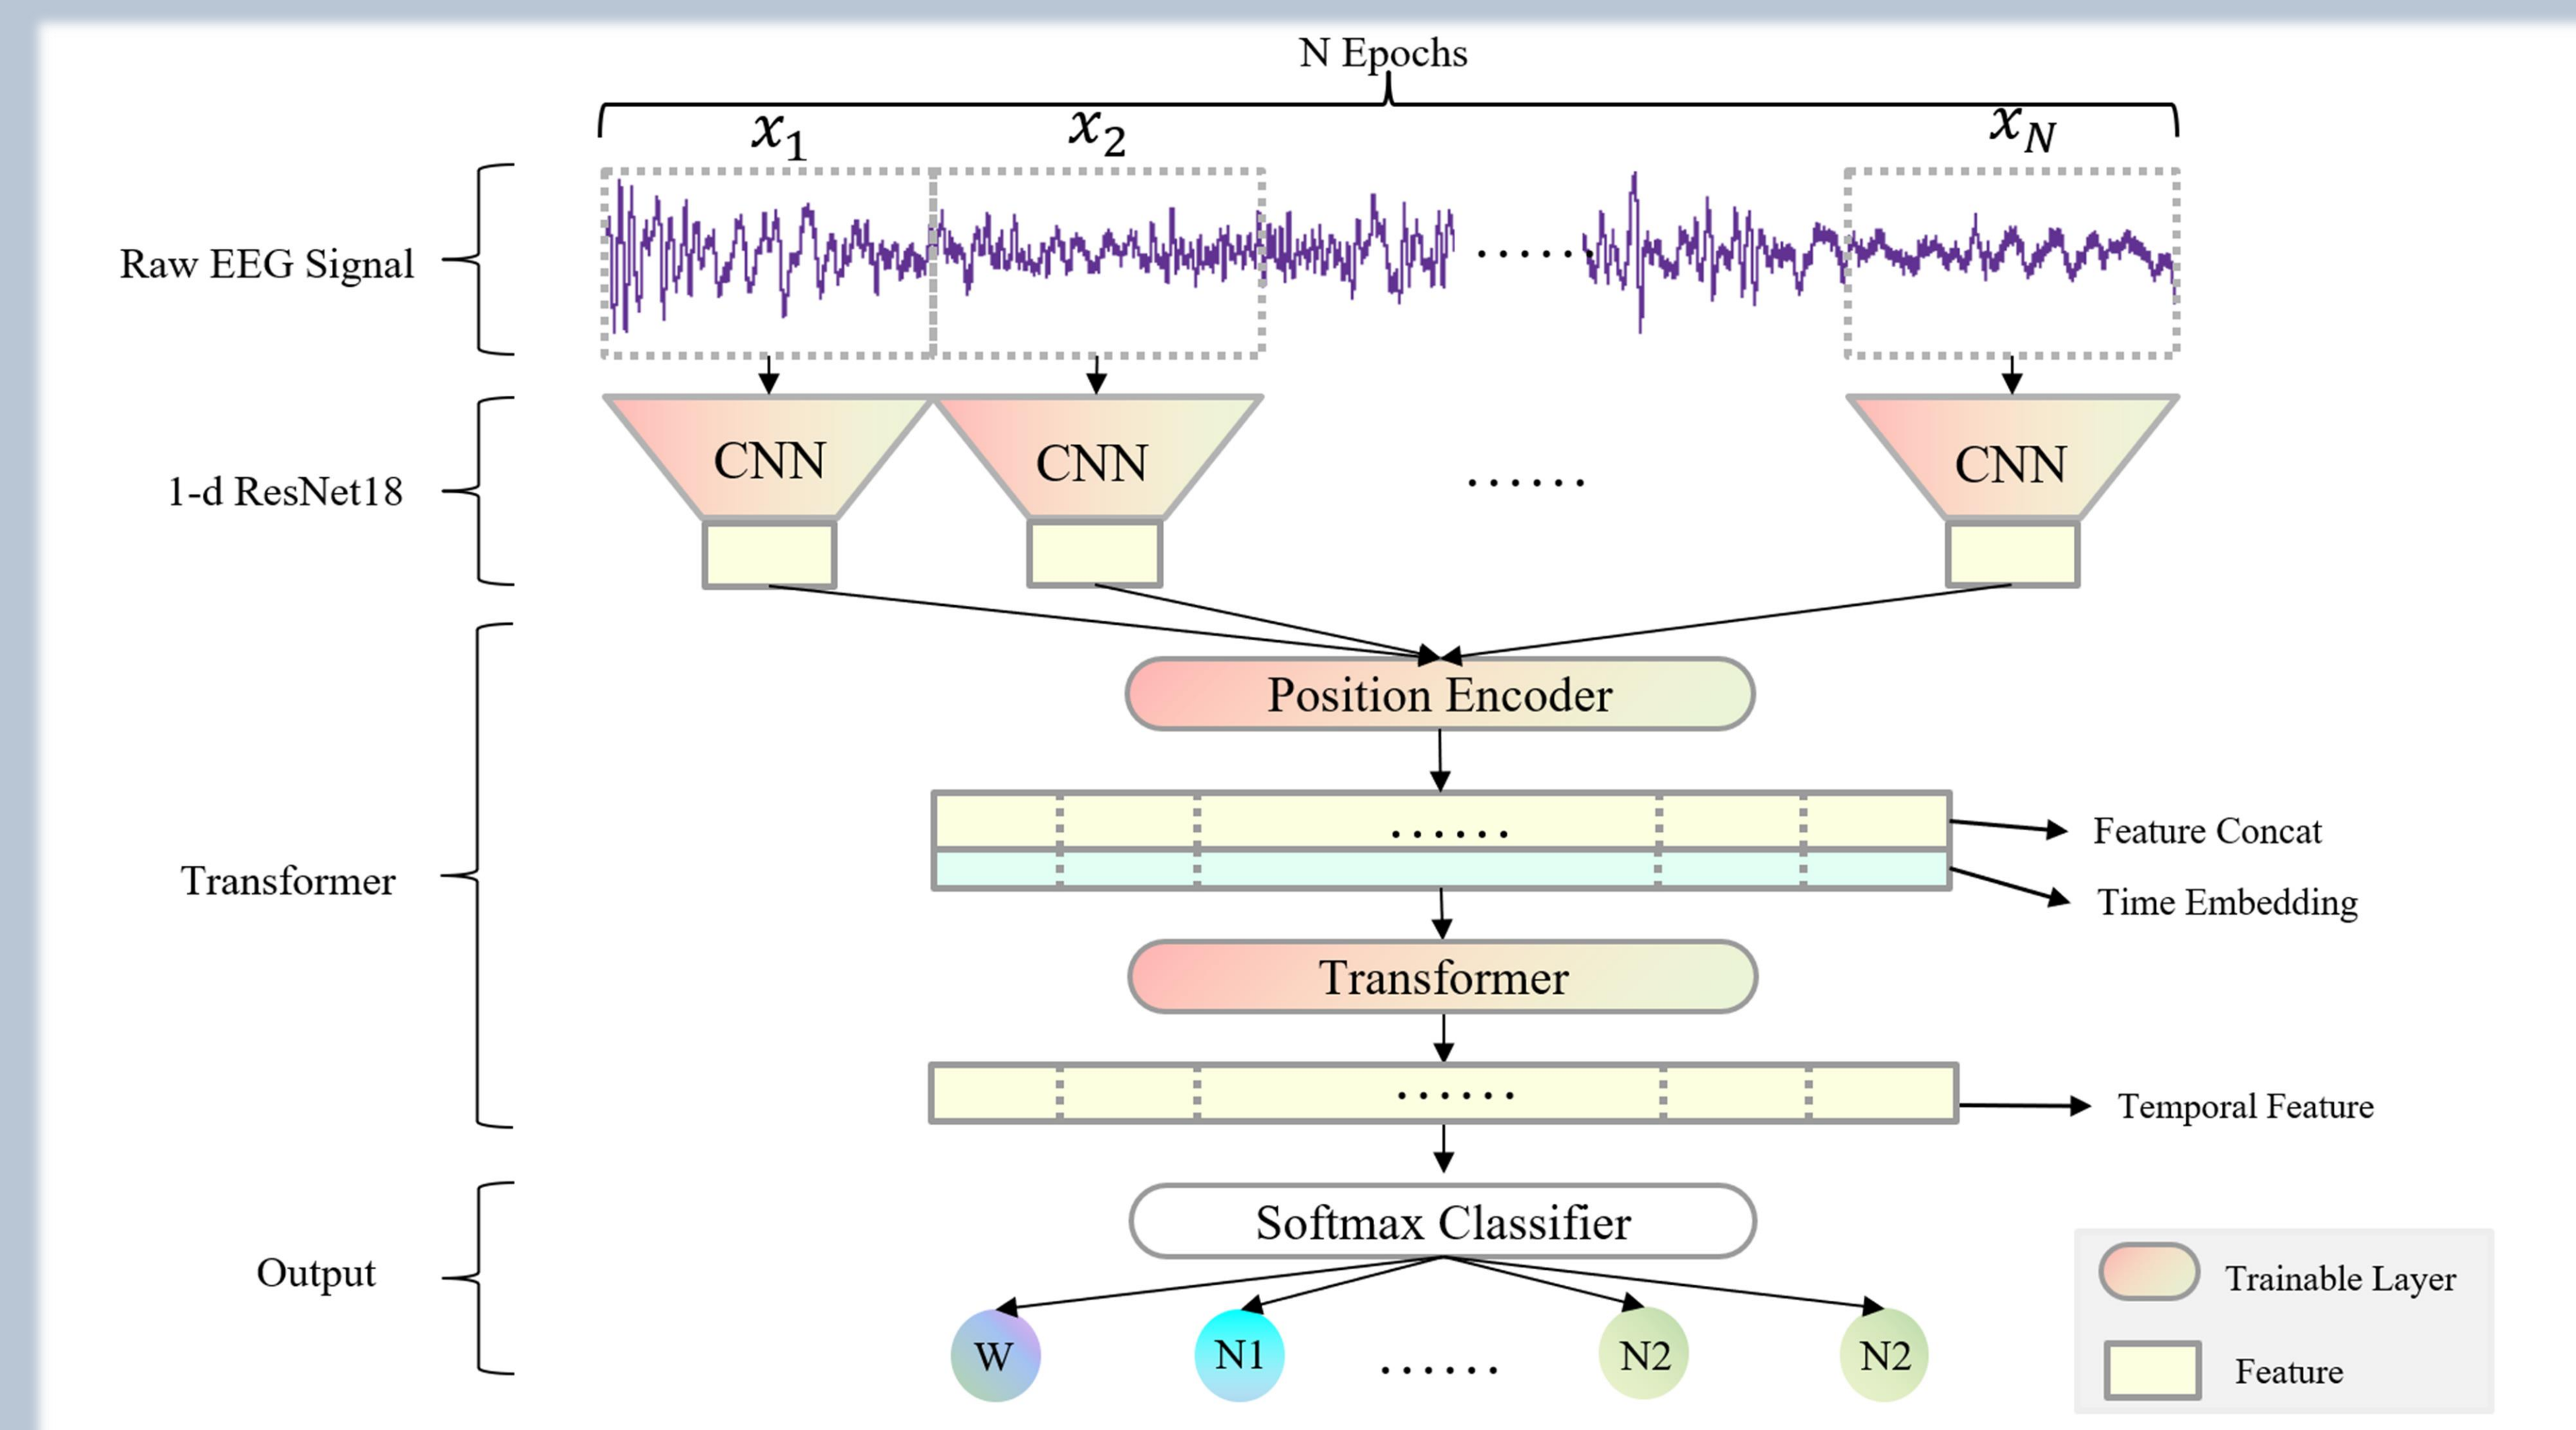 N Epochs
x1
x2
xN
Raw EEG Signal
......
1-d ResNet18
CNN
CNN
......
CNN
Transformer
Position Encoder
......
Feature Concat
Time Embedding
Transformer
......
Temporal Feature
Output
Softmax Classifier
W
N1
......
N2
N2
Trainable Layer
Feature